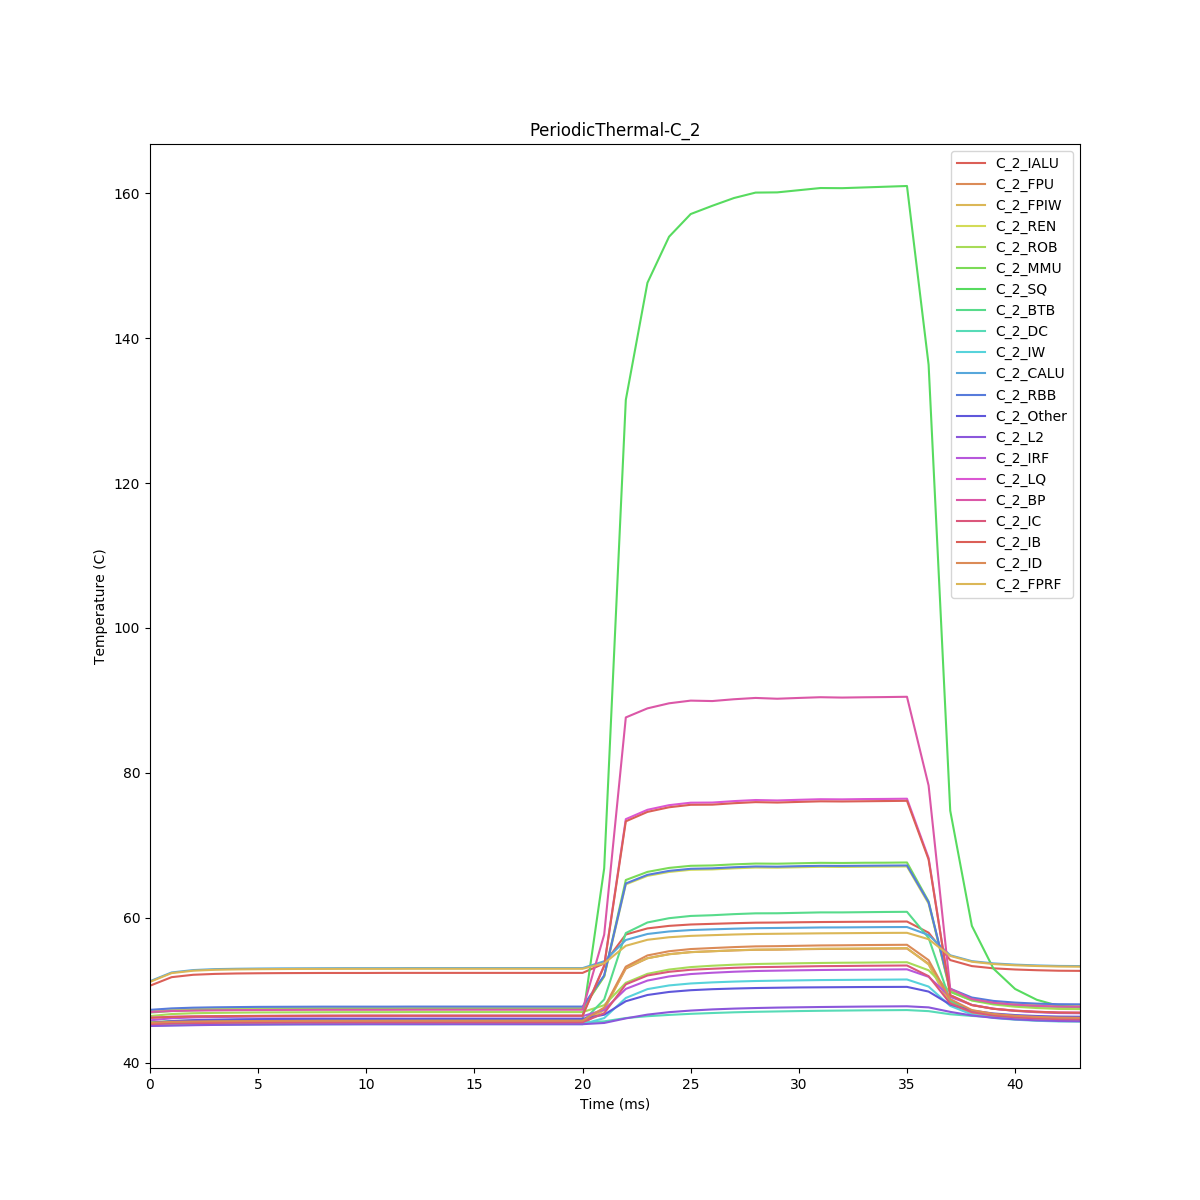 PeriodicThermal-C_2
C_2_IALU
C_2_FPU
C_2_FPIW
C_2_REN
C_2_ROB
C_2_MMU
C_2_SQ
C_2_BTB
C_2_DC
C_2_IW
C_2_CALU
C_2_RBB
C_2_Other
C_2_L2
C_2_IRF
C_2_LQ
C_2_BP
C_2_IC
C_2_IB
C_2_ID
C_2_FPRF
160
140
120
100
80
60
40
Temperature (C)
0 5 10 15 20 25 30 35 40
Time (ms)